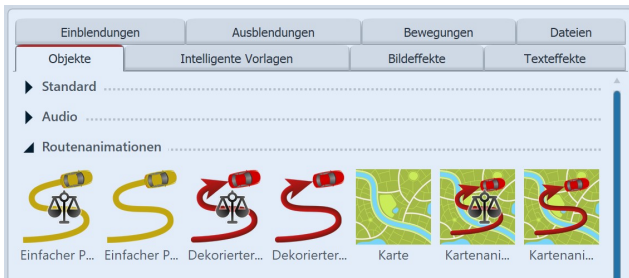 Einblendungen Ausblendungen Bewegungen Dateien
Objekte Intelligente Vorlagen Bildeffekte Texteffekte
Standard
Audio
Routenanimationen
Einfacher P... Einfacher P... Dekorierter... Dekorierter... Karte Kartenani... Kartenani...